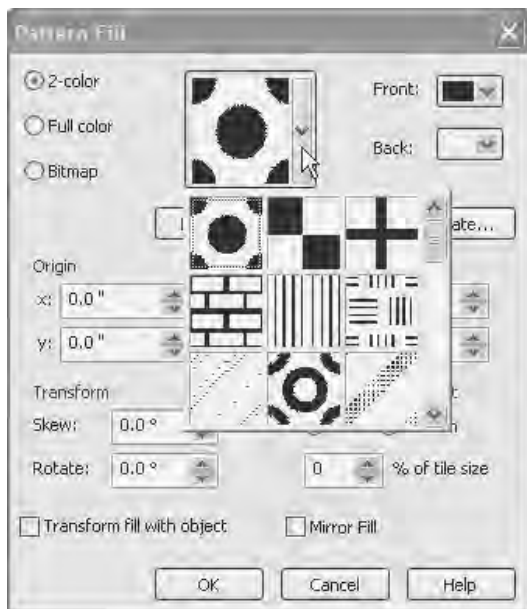 Pattern Fill
2-color
Front:
Full color
Back:
Bitmap
ate...
Origin
x: 0.0 "
y: 0.0 "
Transform
Skew: 0.0 °
Rotate: 0.0 °
0 % of tile size
Transform fill with object
Mirror Fill
OK Cancel Help